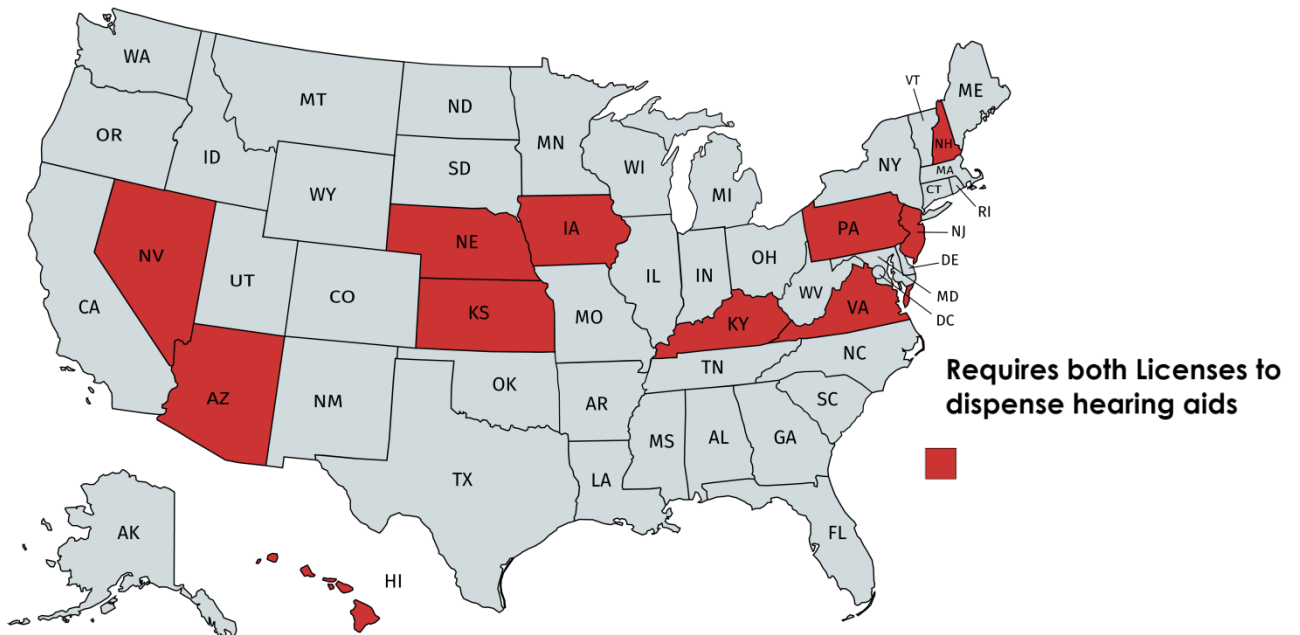 WA
OR
CA
NV
ID
MT
WY
UT
AZ
CO
NM
ND
SD
NE
KS
OK
TX
MN
IA
MO
AR
LA
WI
IL
MI
IN
OH
KY
TN
MS
AL
GA
FL
SC
NC
VA
WV
PA
NY
VT
NH
ME
MA
CT
RI
NJ
DE
MD
DC
AK
HI
Requires both Licenses to
dispense hearing aids